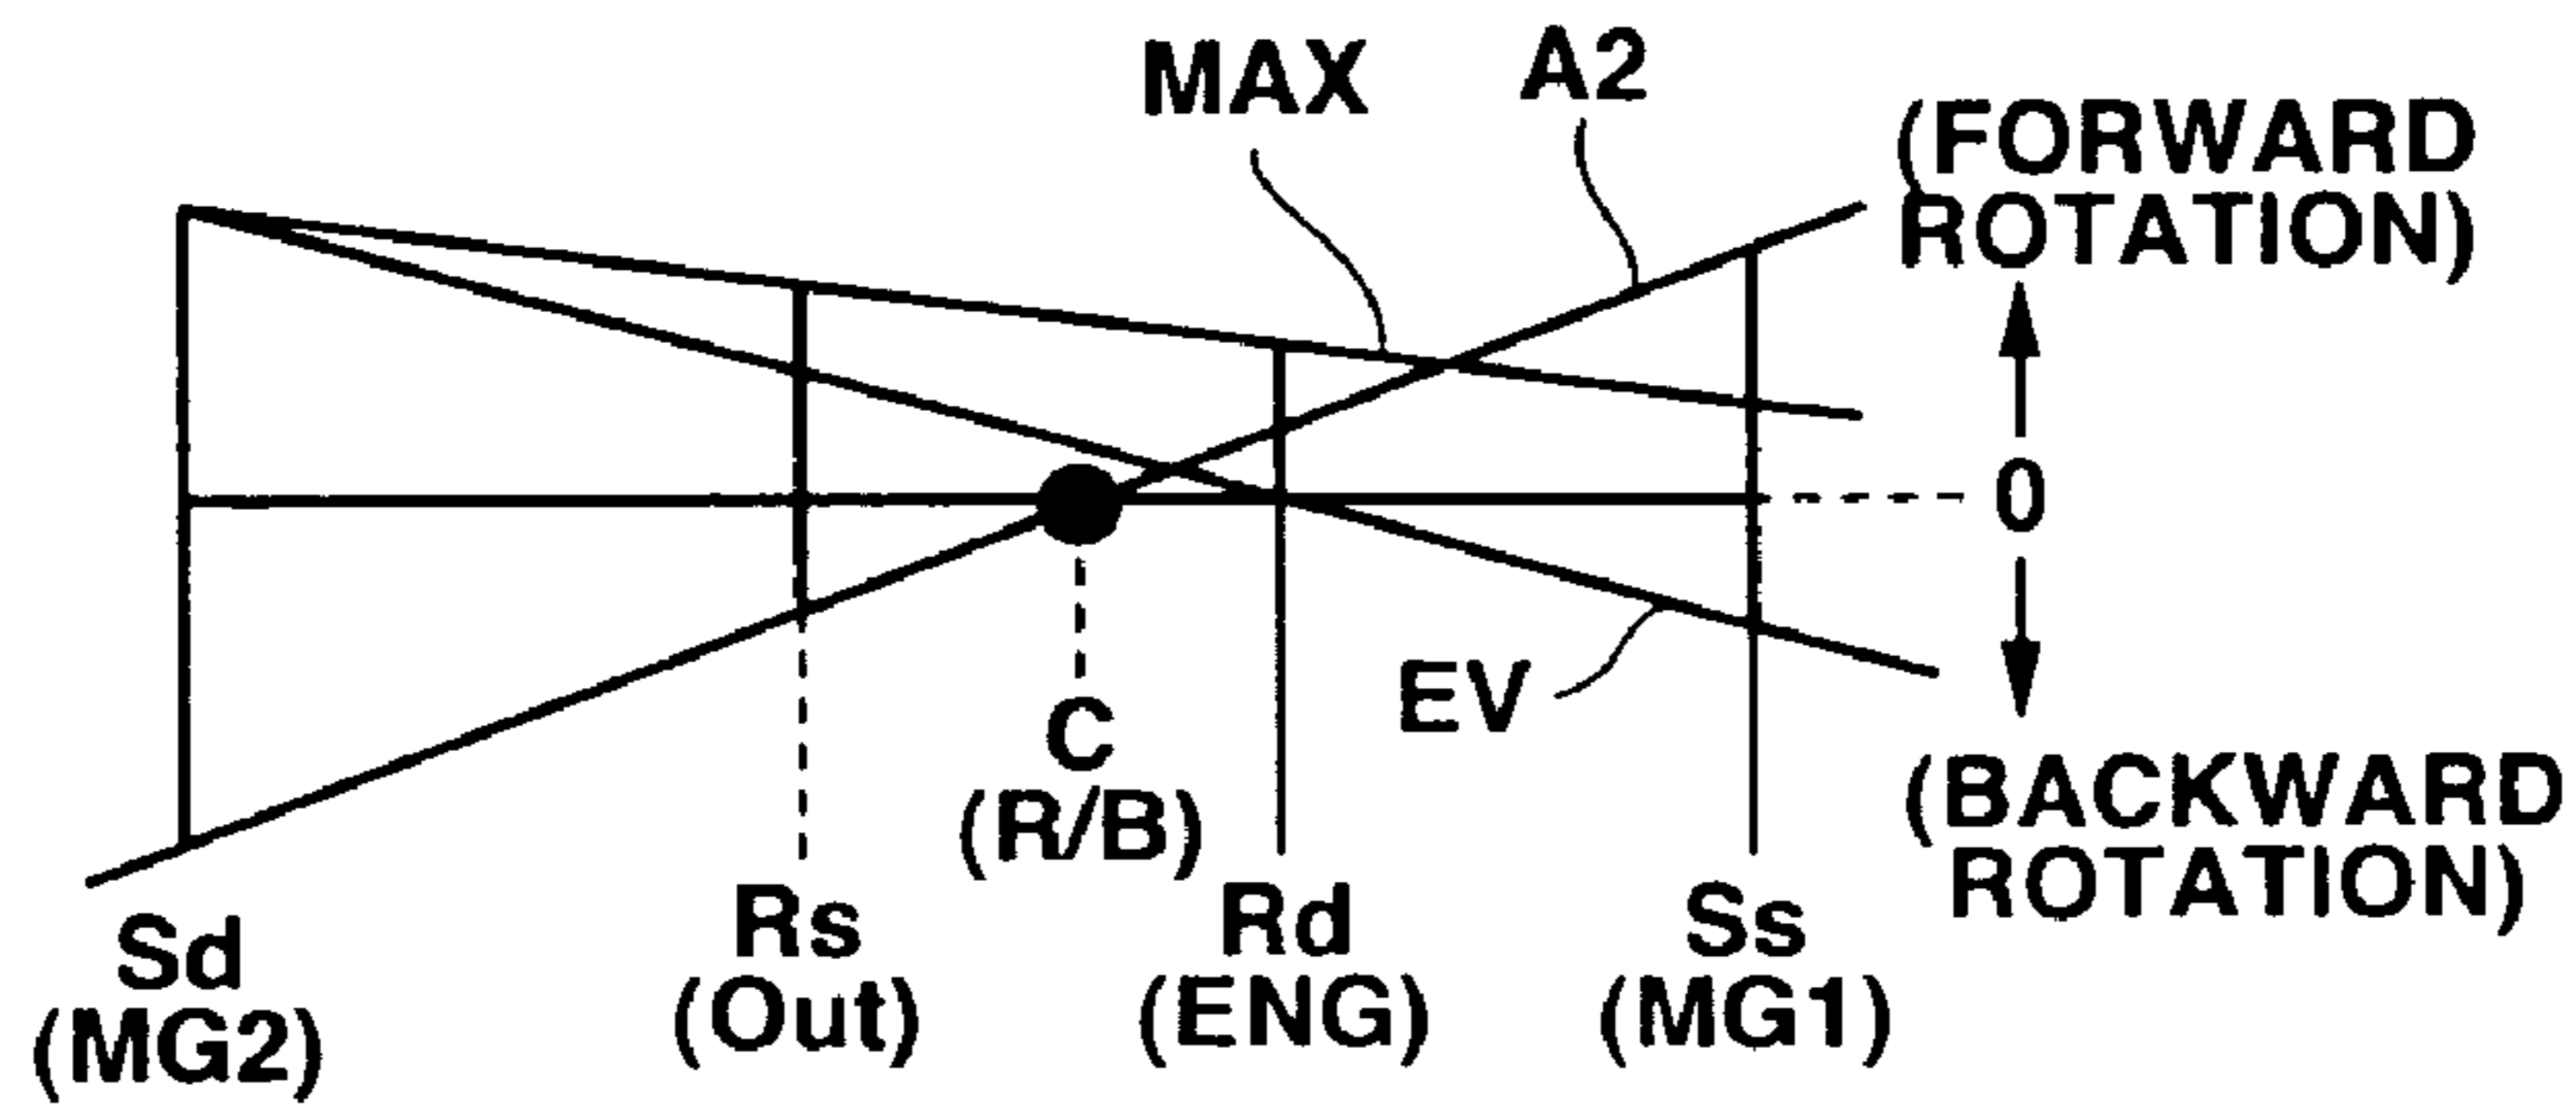 MAX
A2
(FORWARD
ROTATION)
0
EV
C
(R/B)
(BACKWARD
ROTATION)
Sd
(MG2)
Rs
(Out)
Rd
(ENG)
Ss
(MG1)